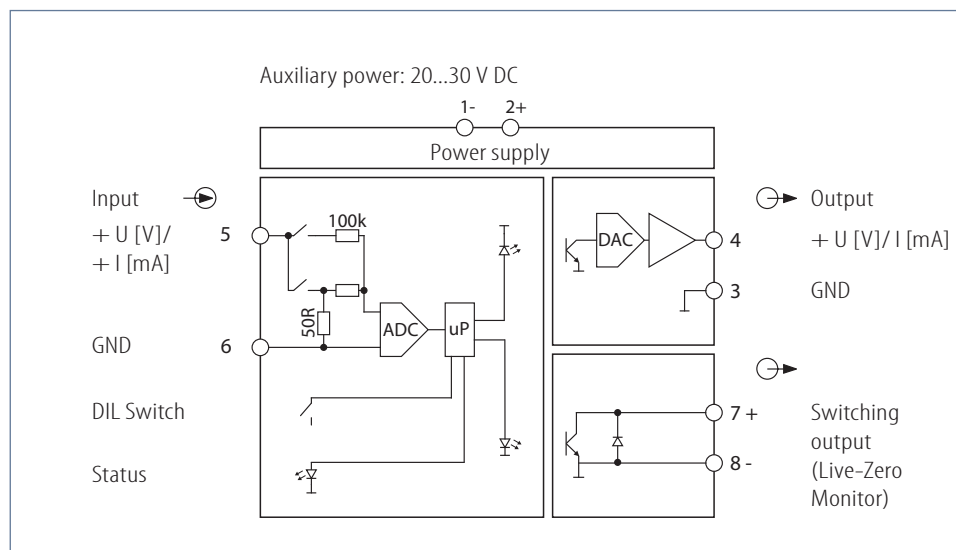 Auxiliary power: 20...30 V DC
1- 2+
Power supply
Input
+ U [V]/
+ I [mA]
5
100k
50R
ADC
uP
GND
6
DIL Switch
Status
DAC
4
3
Output
+ U [V]/ I [mA]
GND
7 +
8 -
Switching
output
(Live-Zero
Monitor)